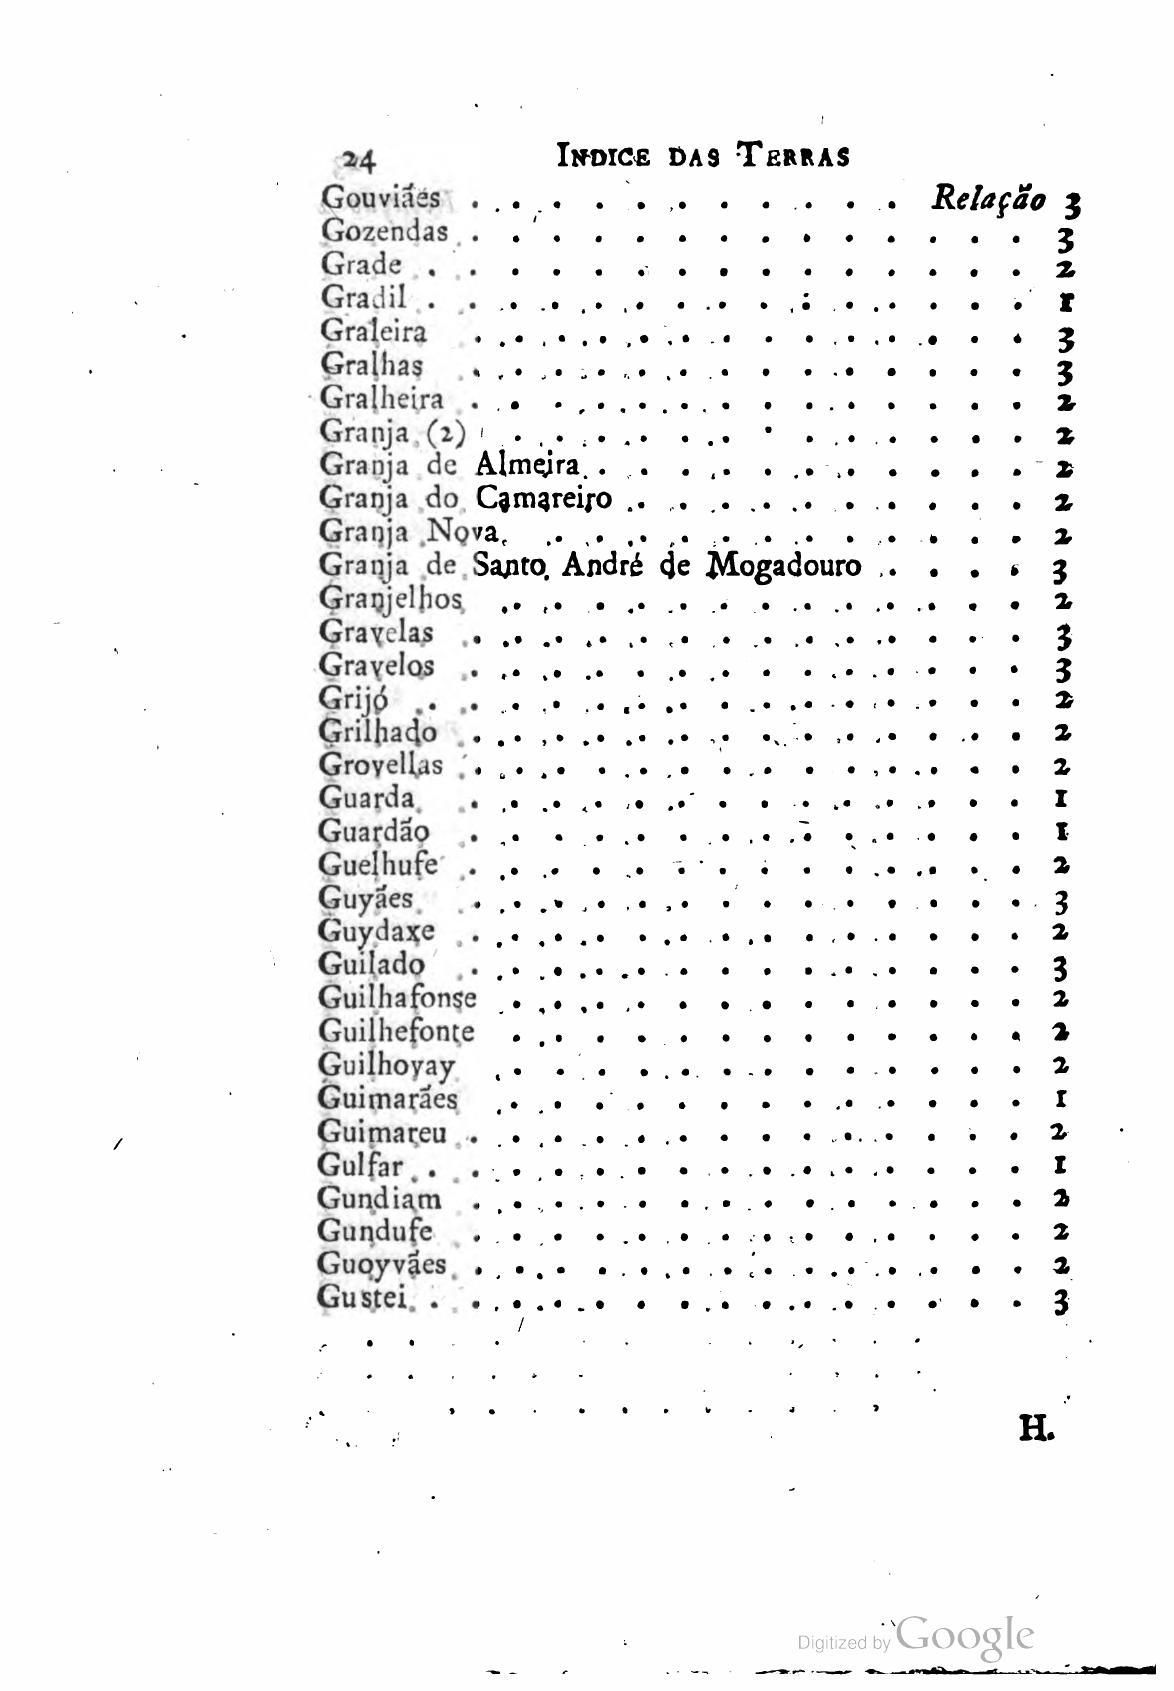 24 INDICE DAS TERRAS
Gouviães . . . . . . . . . . Relação 3
Gozendas . . . . . . . . . . 3
Grade . . . . . . . . . . 2
Gradil . . . . . . . . . . 1
Graleira . . . . . . . . . . 3
Gralhas . . . . . . . . . . 3
Gralheira . . . . . . . . . . 2
Granja (2) . . . . . . . . . . 2
Granja de Almeira . . . . . . . . . . 2
Granja do Camareiro . . . . . . . . . . 2
Granja Nova . . . . . . . . . . 2
Granja de Santo André de Mogadouro . . . . . 3
Granjelhos . . . . . . . . . . 2
Gravelas . . . . . . . . . . 3
Gravelos . . . . . . . . . . 3
Grijó . . . . . . . . . . 2
Grilhado . . . . . . . . . . 2
Grovellas . . . . . . . . . . 2
Guarda . . . . . . . . . . 1
Guardão . . . . . . . . . . 1
Guelhufe . . . . . . . . . . 2
Guyães . . . . . . . . . . 3
Guydaxe . . . . . . . . . . 2
Guilado . . . . . . . . . . 3
Guilhafonse . . . . . . . . . . 2
Guilhefonte . . . . . . . . . . 2
Guilhovay . . . . . . . . . . 2
Guimarães . . . . . . . . . . 1
Guimareu . . . . . . . . . . 2
Gulfar . . . . . . . . . . 1
Gundiam . . . . . . . . . . 2
Gundufe . . . . . . . . . . 2
Guoyvães . . . . . . . . . . 2
Gustei . . . . . . . . . . 3
H.
Digitized by Google